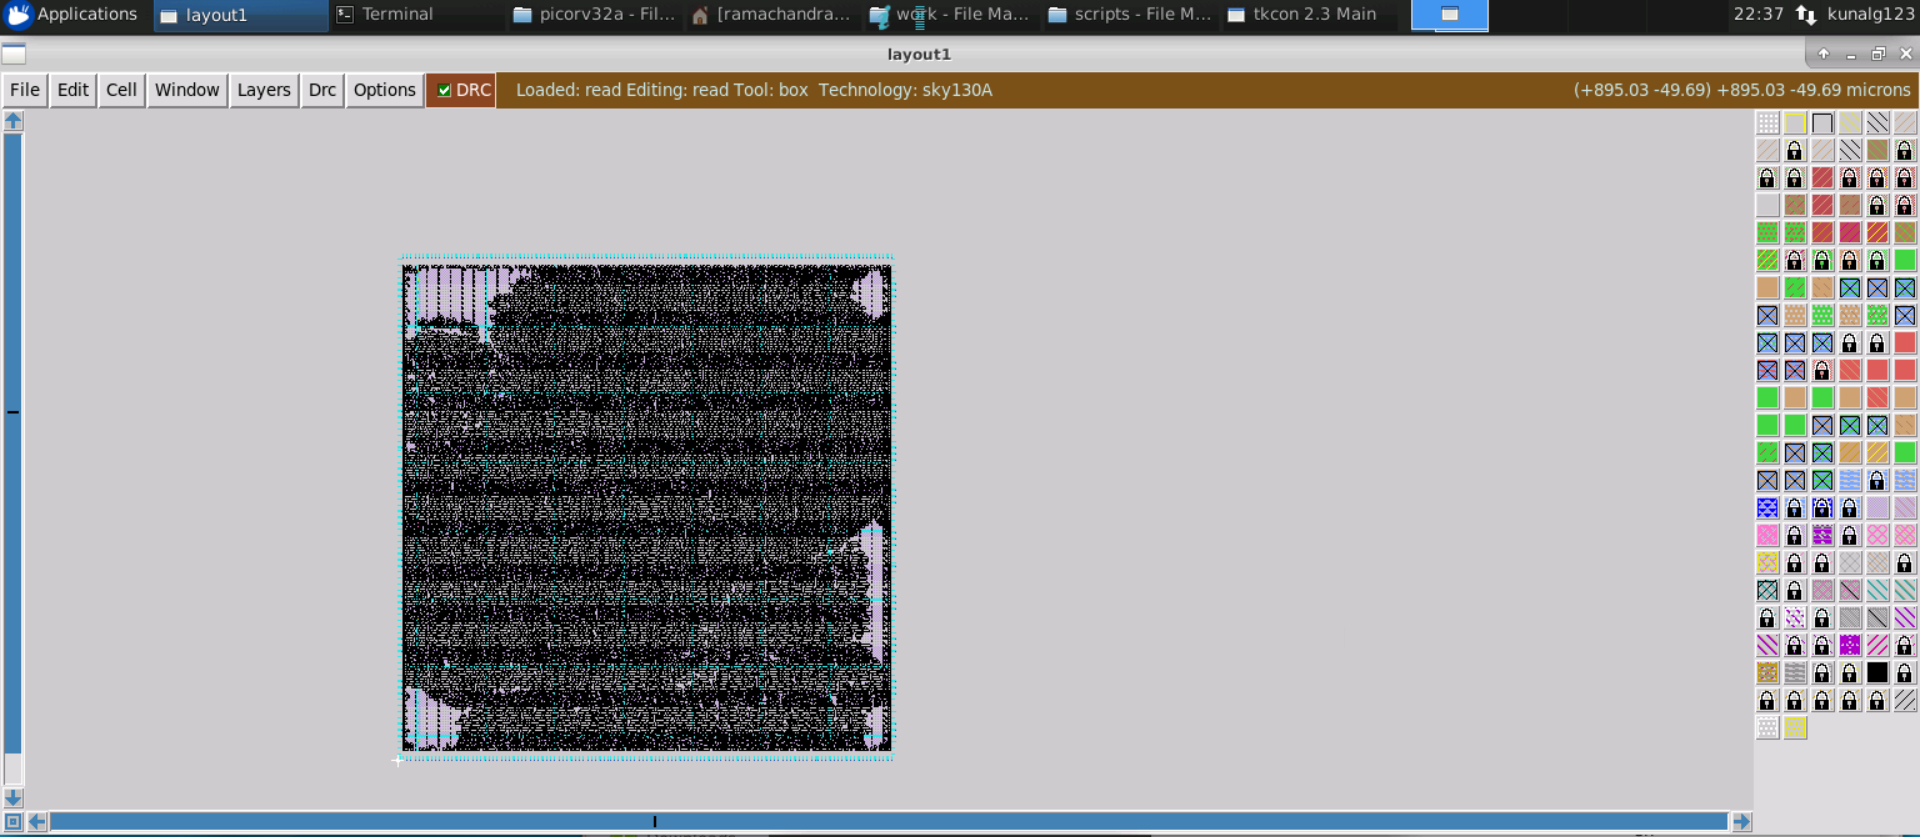 Applications layout1 Terminal picorv32a - Fil... [ramachandra... work - File Ma... scripts - File M... tkcon 2.3 Main 22:37 kunalg123
layout1
File Edit Cell Window Layers Drc Options DRC Loaded: read Editing: read Tool: box Technology: sky130A (+895.03 -49.69) +895.03 -49.69 microns